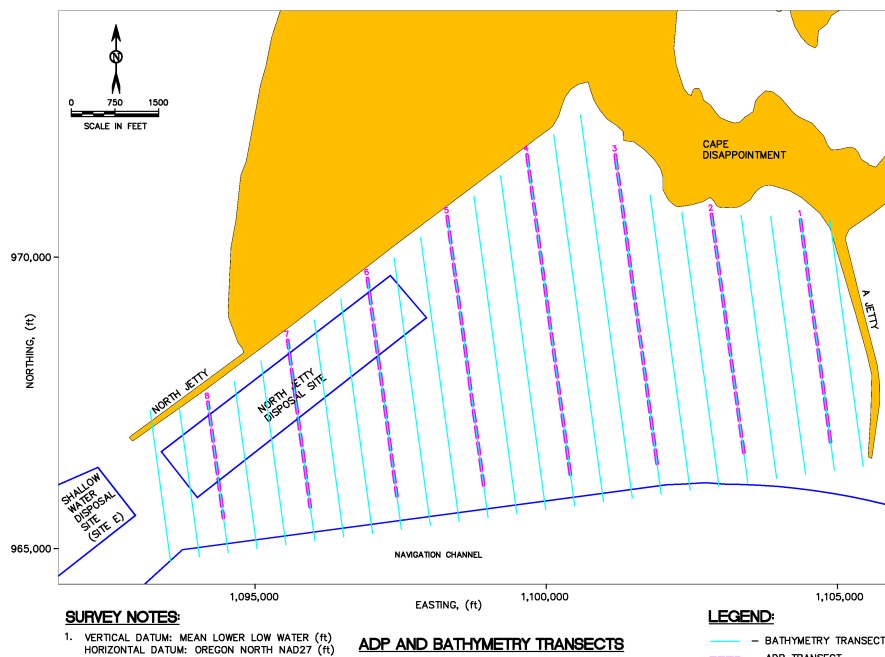 N
0 750 1500
SCALE IN FEET
CAPE
DISAPPOINTMENT
4
3
5
2
1
970,000
6
A JETTY
7
NORTHING, (ft)
NORTH JETTY
8
NORTH JETTY
DISPOSAL SITE
SHALLOW
WATER
DISPOSAL
SITE
(SITE E)
965,000
NAVIGATION CHANNEL
1,095,000 1,100,000 1,105,000
EASTING, (ft)
SURVEY NOTES:
1. VERTICAL DATUM: MEAN LOWER LOW WATER (ft)
HORIZONTAL DATUM: OREGON NORTH NAD27 (ft)
ADP AND BATHYMETRY TRANSECTS
LEGEND:
– BATHYMETRY TRANSECT
– ADP TRANSECT